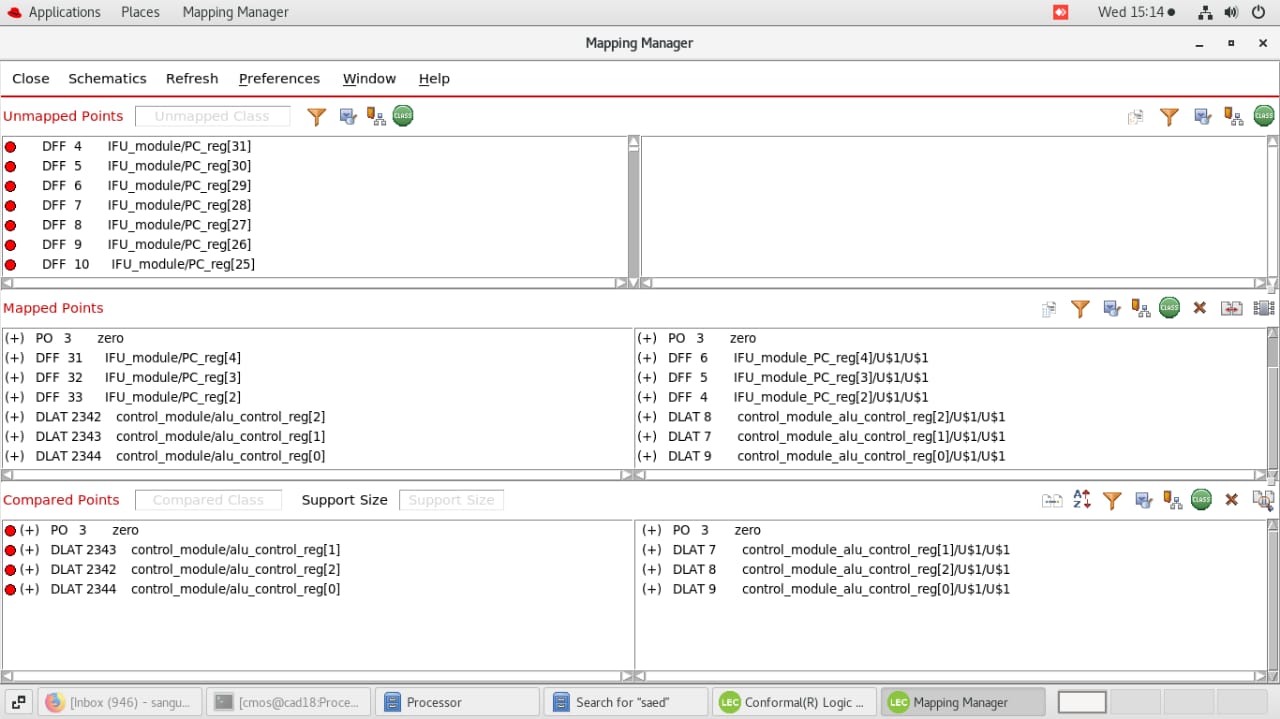 Applications Places Mapping Manager Wed 15:14
Mapping Manager
Close Schematics Refresh Preferences Window Help
Unmapped Points Unmapped Class CLASS CLASS
DFF 4 IFU_module/PC_reg[31]
DFF 5 IFU_module/PC_reg[30]
DFF 6 IFU_module/PC_reg[29]
DFF 7 IFU_module/PC_reg[28]
DFF 8 IFU_module/PC_reg[27]
DFF 9 IFU_module/PC_reg[26]
DFF 10 IFU_module/PC_reg[25]
Mapped Points CLASS
(+) PO 3 zero (+) PO 3 zero
(+) DFF 31 IFU_module/PC_reg[4] (+) DFF 6 IFU_module_PC_reg[4]/U$1/U$1
(+) DFF 32 IFU_module/PC_reg[3] (+) DFF 5 IFU_module_PC_reg[3]/U$1/U$1
(+) DFF 33 IFU_module/PC_reg[2] (+) DFF 4 IFU_module_PC_reg[2]/U$1/U$1
(+) DLAT 2342 control_module/alu_control_reg[2] (+) DLAT 8 control_module_alu_control_reg[2]/U$1/U$1
(+) DLAT 2343 control_module/alu_control_reg[1] (+) DLAT 7 control_module_alu_control_reg[1]/U$1/U$1
(+) DLAT 2344 control_module/alu_control_reg[0] (+) DLAT 9 control_module_alu_control_reg[0]/U$1/U$1
Compared Points Compared Class Support Size Support Size A Z CLASS
(+) PO 3 zero (+) PO 3 zero
(+) DLAT 2343 control_module/alu_control_reg[1] (+) DLAT 7 control_module_alu_control_reg[1]/U$1/U$1
(+) DLAT 2342 control_module/alu_control_reg[2] (+) DLAT 8 control_module_alu_control_reg[2]/U$1/U$1
(+) DLAT 2344 control_module/alu_control_reg[0] (+) DLAT 9 control_module_alu_control_reg[0]/U$1/U$1
[Inbox (946) - sangu... [cmos@cad18:Proce... Processor Search for "saed" LEC Conformal(R) Logic ... LEC Mapping Manager